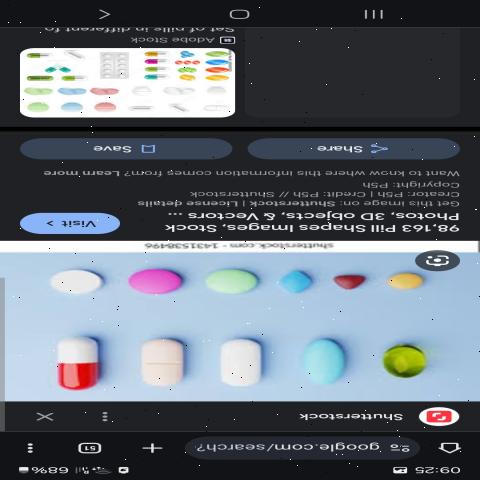 09:25
68%
google.com/search?
51
Shutterstock
shutterstock.com · 1431538496
98,163 Pill Shapes Images, Stock
Photos, 3D objects, & Vectors ...
Visit >
Get this image on: Shutterstock | License details
Creator: P5h | Credit: P5h // Shutterstock
Copyright: P5h
Want to know where this information comes from? Learn more
Share
Save
Adobe Stock
Set of pills in different fo